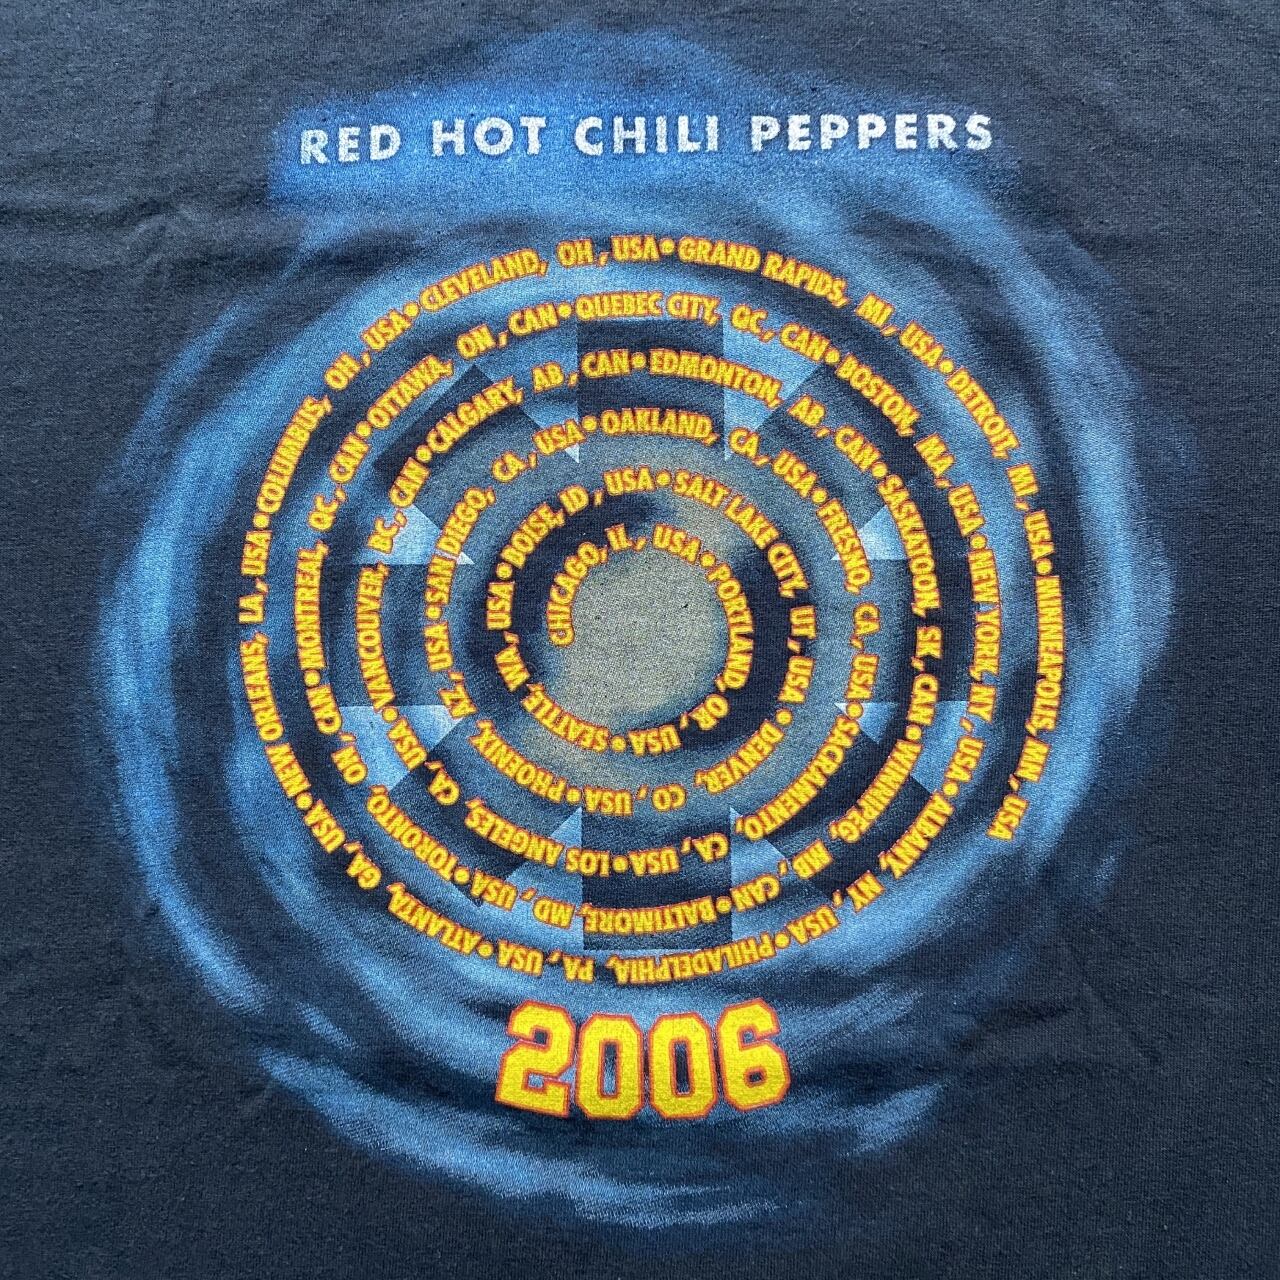 RED HOT CHILI PEPPERS
CHICAGO, IL, USA•PORTLAND, OR, USA•SEATTLE, WA, USA•BOISE, ID, USA•SALT LAKE CITY, UT, USA•DENVER, CO, USA•PHOENIX, AZ, USA•SAN DIEGO, CA, USA•OAKLAND, CA, USA•FRESNO, CA, USA•SACRAMENTO, CA, USA•LOS ANGELES, CA, USA•VANCOUVER, BC, CAN•CALGARY, AB, CAN•EDMONTON, AB, CAN•SASKATOON, SK, CAN•WINNIPEG, MB, CAN•BALTIMORE, MD, USA•TORONTO, ON, CAN•MONTREAL, QC, CAN•OTTAWA, ON, CAN•QUEBEC CITY, QC, CAN•BOSTON, MA, USA•NEW YORK, NY, USA•ALBANY, NY, USA•PHILADELPHIA, PA, USA•ATLANTA, GA, USA•NEW ORLEANS, LA, USA•COLUMBUS, OH, USA•CLEVELAND, OH, USA•GRAND RAPIDS, MI, USA•DETROIT, MI, USA•MINNEAPOLIS, MN, USA
2006